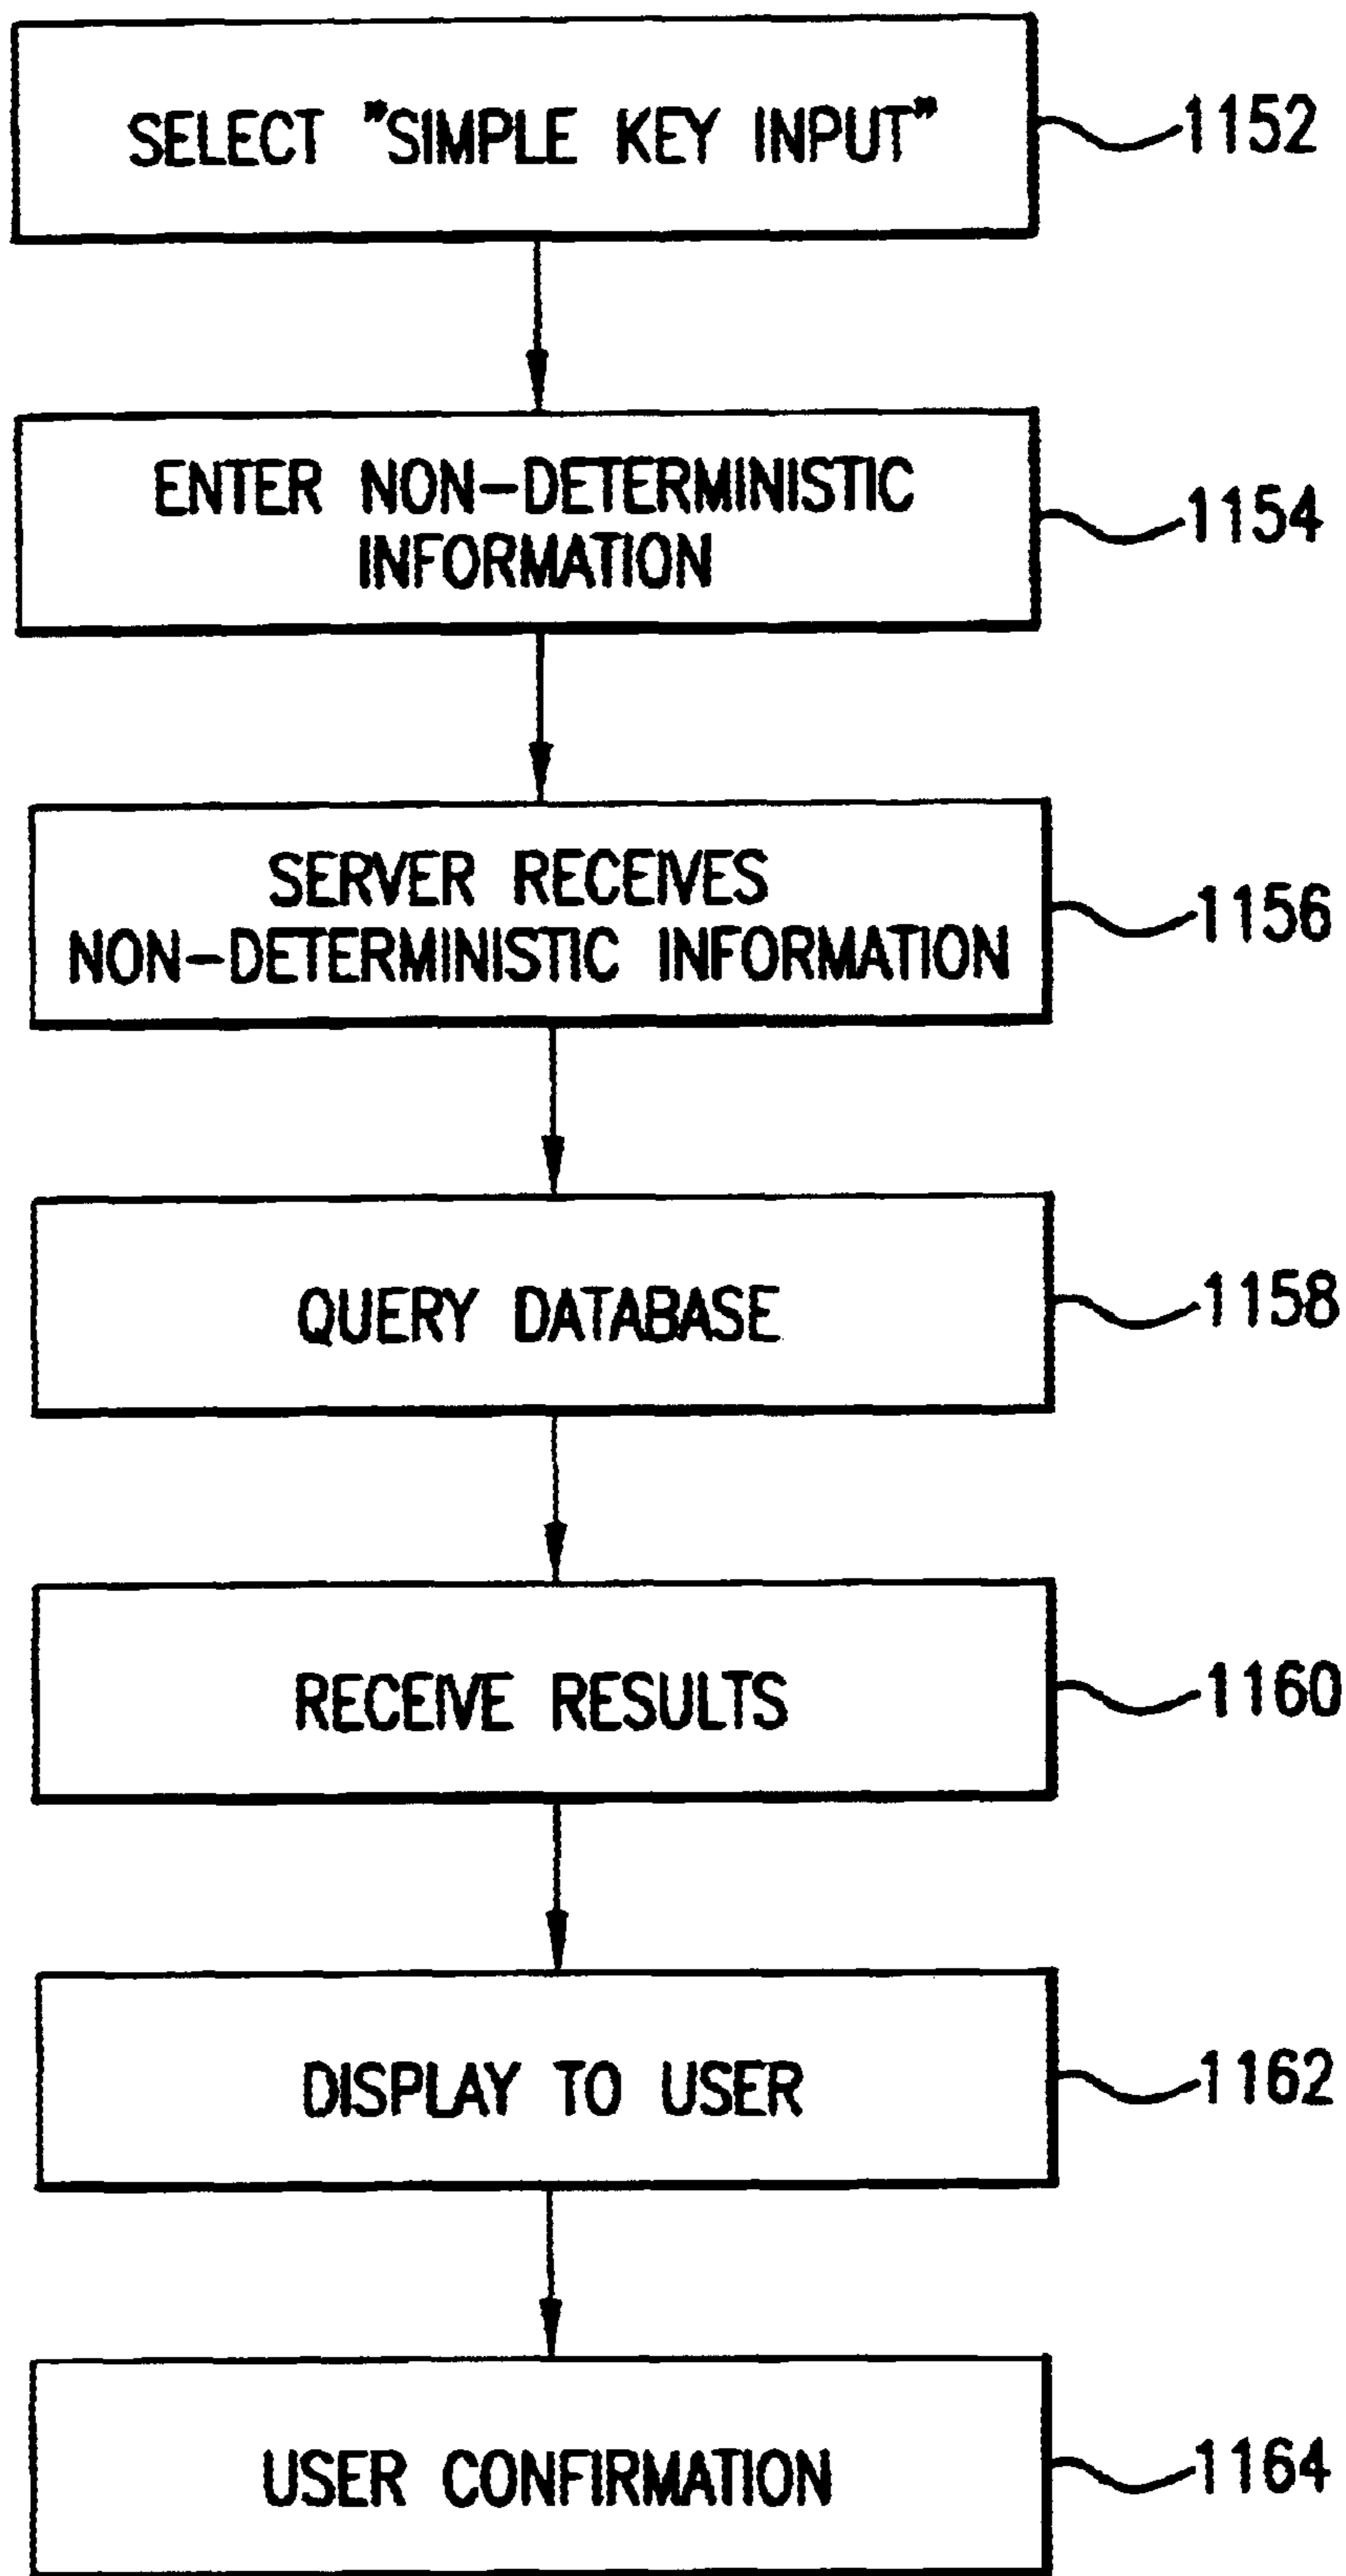 SELECT "SIMPLE KEY INPUT"
1152
ENTER NON-DETERMINISTIC
INFORMATION
1154
SERVER RECEIVES
NON-DETERMINISTIC INFORMATION
1156
QUERY DATABASE
1158
RECEIVE RESULTS
1160
DISPLAY TO USER
1162
USER CONFIRMATION
1164